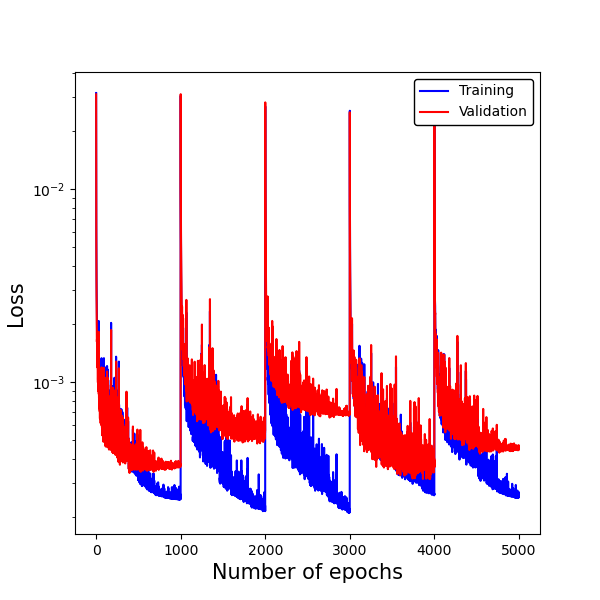 Training
Validation
10⁻²
10⁻³
Loss
0 1000 2000 3000 4000 5000
Number of epochs